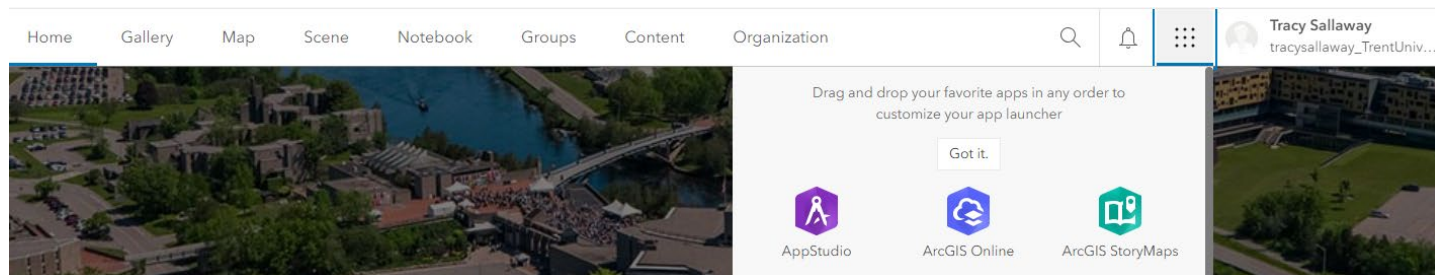 Home Gallery Map Scene Notebook Groups Content Organization Tracy Sallaway
tracysallaway_TrentUniv...
Drag and drop your favorite apps in any order to
customize your app launcher
Got it.
AppStudio ArcGIS Online ArcGIS StoryMaps